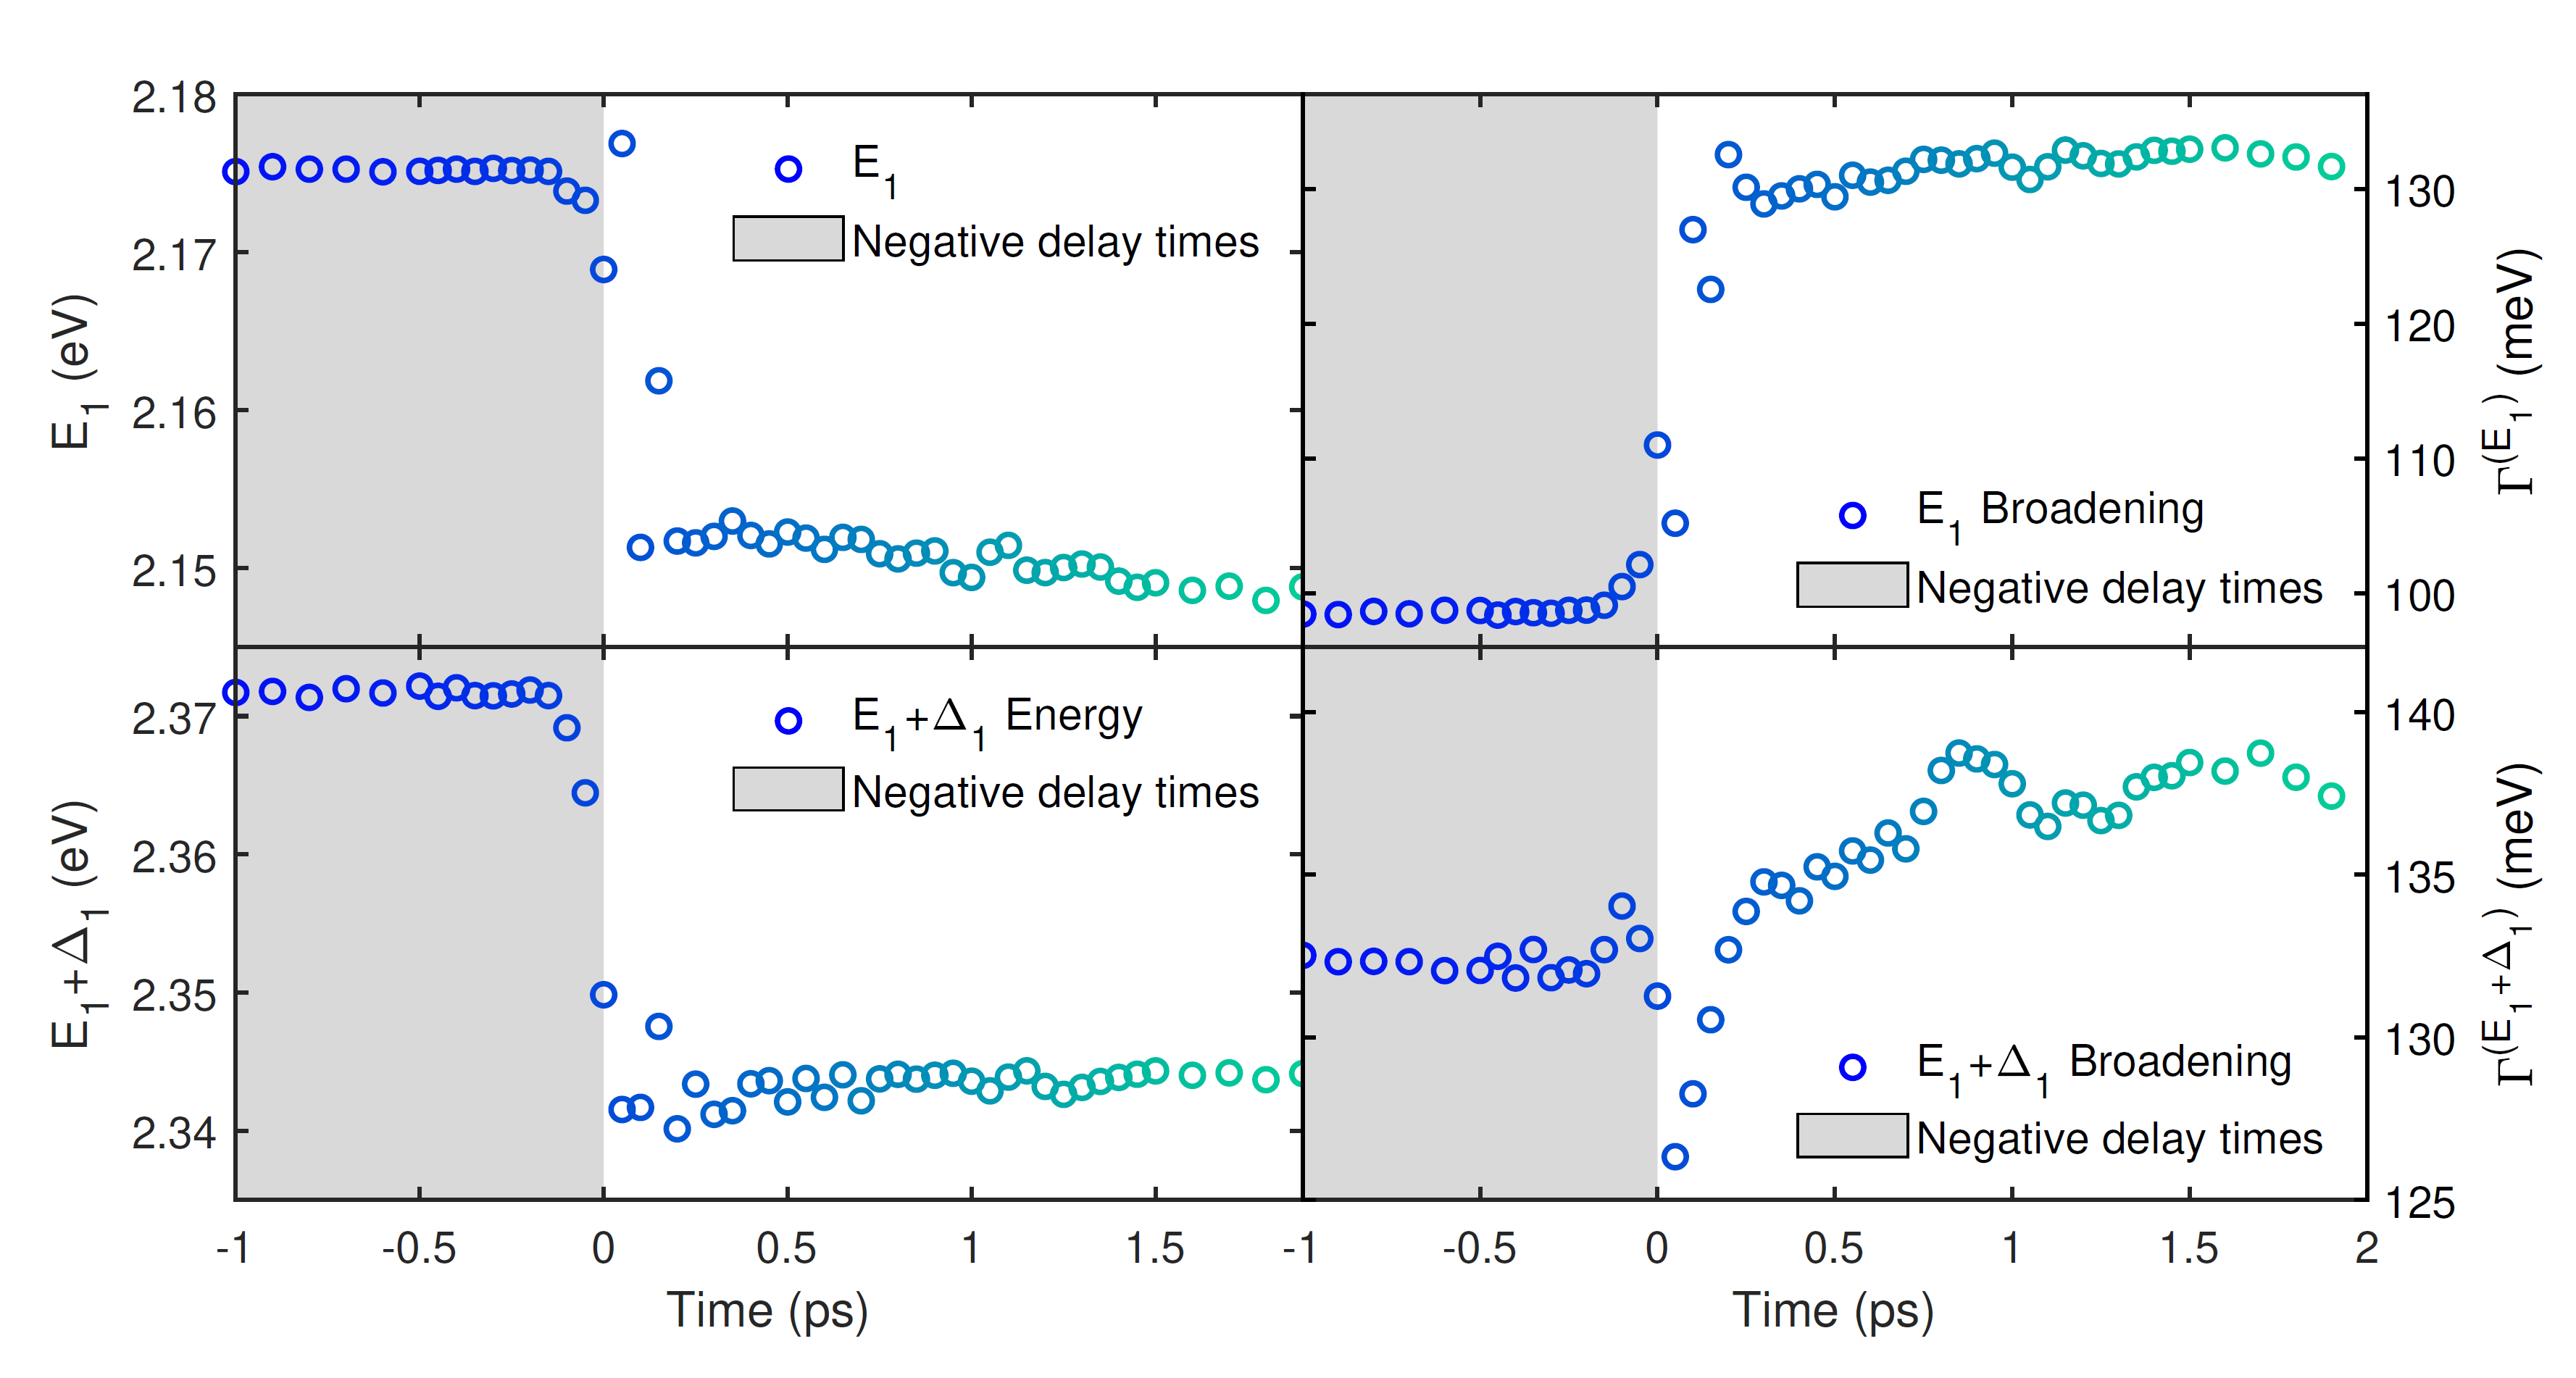 2.18
2.17
2.16
2.15
E1 (eV)
E1
Negative delay times
130
120
110
100
Γ(E1) (meV)
E1 Broadening
Negative delay times
2.37
2.36
2.35
2.34
E1+Δ1 (eV)
E1+Δ1 Energy
Negative delay times
140
135
130
125
Γ(E1+Δ1) (meV)
E1+Δ1 Broadening
Negative delay times
-1 -0.5 0 0.5 1 1.5
-1 -0.5 0 0.5 1 1.5 2
Time (ps)
Time (ps)